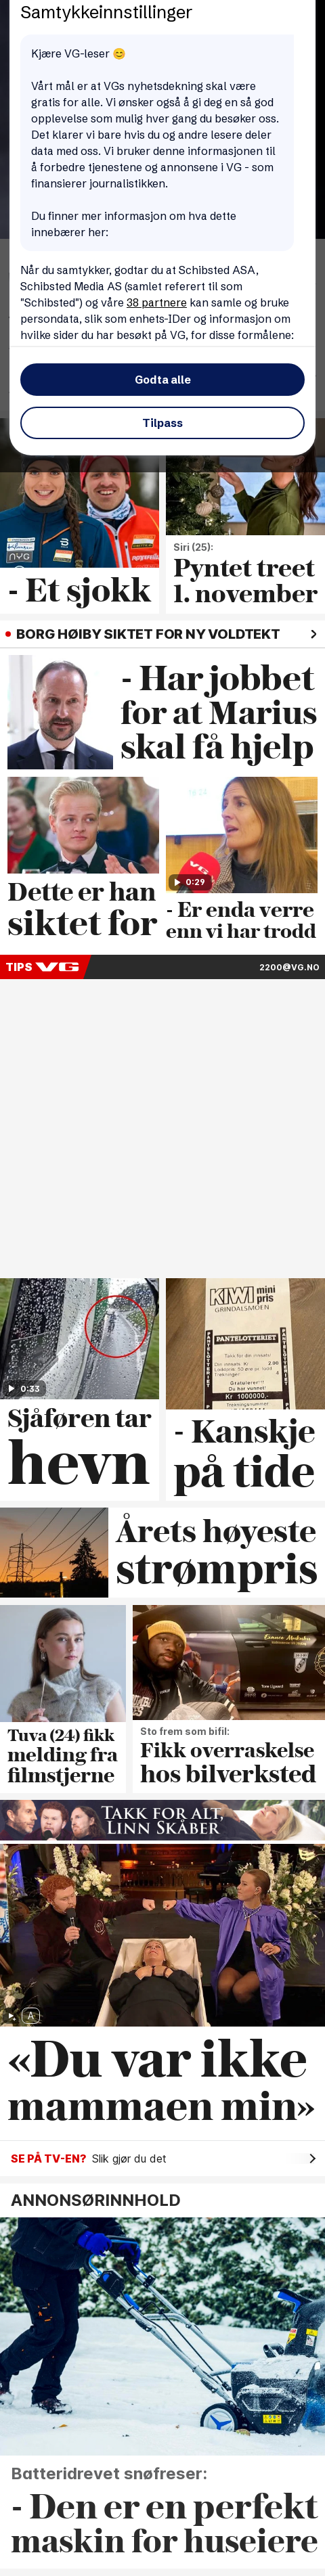 Samtykkeinnstillinger
Kjære VG-leser 😊
Vårt mål er at VGs nyhetsdekning skal være
gratis for alle. Vi ønsker også å gi deg en så god
opplevelse som mulig hver gang du besøker oss.
Det klarer vi bare hvis du og andre lesere deler
data med oss. Vi bruker denne informasjonen til
å forbedre tjenestene og annonsene i VG - som
finansierer journalistikken.
Du finner mer informasjon om hva dette
innebærer her:
Når du samtykker, godtar du at Schibsted ASA,
Schibsted Media AS (samlet referert til som
"Schibsted") og våre 38 partnere kan samle og bruke
persondata, slik som enhets-IDer og informasjon om
hvilke sider du har besøkt på VG, for disse formålene:
Godta alle
Tilpass
- Et sjokk
Siri (25):
Pyntet treet
1. november
BORG HØIBY SIKTET FOR NY VOLDTEKT
- Har jobbet
for at Marius
skal få hjelp
Dette er han
siktet for
VG
0:29
- Er enda verre
enn vi har trodd
TIPS VG
2200@VG.NO
0:33
Sjåføren tar
hevn
KIWI mini pris
GRINDALSMOEN
PANTELOTTERIET
- Kanskje
på tide
Årets høyeste
strømpris
Tuva (24) fikk
melding fra
filmstjerne
Sto frem som bifil:
Fikk overraskelse
hos bilverksted
TAKK FOR ALT,
LINN SKÅBER
A
«Du var ikke
mammaen min»
SE PÅ TV-EN? Slik gjør du det
ANNONSØRINNHOLD
Batteridrevet snøfreser:
- Den er en perfekt
maskin for huseiere